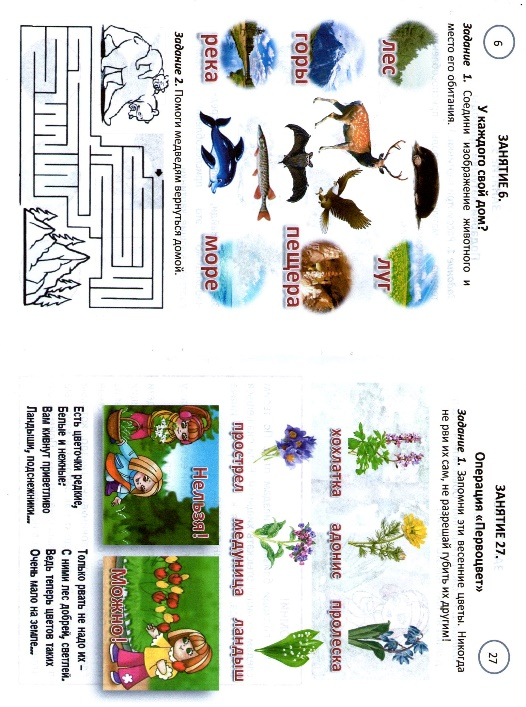 6
ЗАНЯТИЕ 6.
У каждого свой дом?
Задание 1. Соедини изображение животного и
место его обитания.
лес
горы
река
луг
пещера
море
Задание 2. Помоги медведям вернуться домой.
ЗАНЯТИЕ 27.
27
Операция «Первоцвет»
Задание 1. Запомни эти весенние цветы. Никогда
не рви их сам, не разрешай губить их другим!
хохлатка адонис пролеска
прострел медуница ландыш
Нельзя!
Можно!
Есть цветочки редкие,
Белые и нежные:
Вам кивнут приветливо
Ландыши, подснежники...
Только рвать не надо их -
С ними лес добрей, светлей.
Ведь теперь цветов таких
Очень мало на земле...